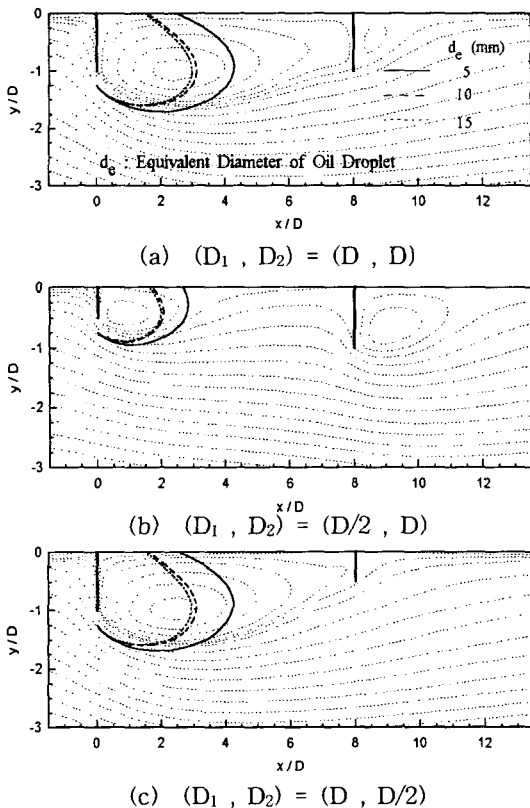 0
-1
-2
-3
y/D
d_e (mm)
5
10
15
d_e : Equivalent Diameter of Oil Droplet
0 2 4 6 8 10 12
x/D
(a) (D₁ , D₂) = (D , D)
0
-1
-2
-3
y/D
0 2 4 6 8 10 12
x/D
(b) (D₁ , D₂) = (D/2 , D)
0
-1
-2
-3
y/D
0 2 4 6 8 10 12
x/D
(c) (D₁ , D₂) = (D , D/2)